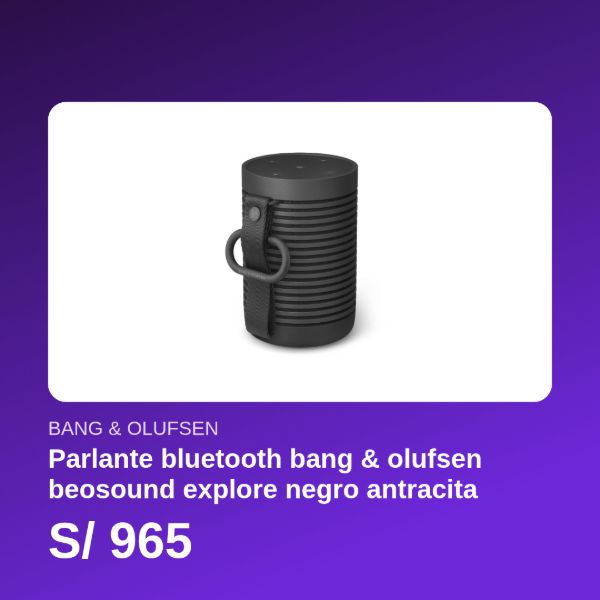 BANG & OLUFSEN
Parlante bluetooth bang & olufsen
beosound explore negro antracita
S/ 965